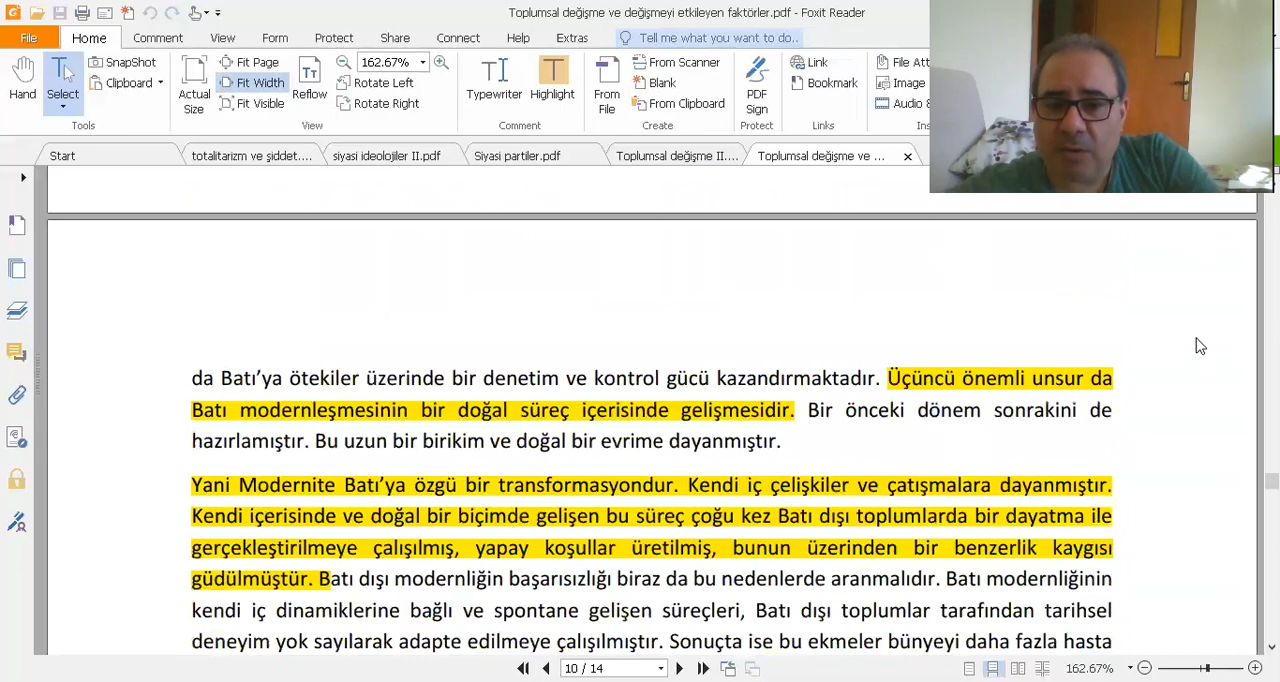 Toplumsal değişme ve değişmeyi etkileyen faktörler.pdf - Foxit Reader
File Home Comment View Form Protect Share Connect Help Extras Tell me what you want to do..
Hand
Select
SnapShot
Clipboard
Tools
Actual Size
Fit Page
Fit Width
Fit Visible
Reflow
162.67%
Rotate Left
Rotate Right
View
Typewriter
Highlight
Comment
From File
From Scanner
Blank
From Clipboard
Create
PDF Sign
Protect
Link
Bookmark
Links
File Att
Image
Audio &
Ins
Start
totalitarizm ve şiddet....
siyasi ideolojiler II.pdf
Siyasi partiler.pdf
Toplumsal değişme II....
Toplumsal değişme ve ...
da Batı’ya ötekiler üzerinde bir denetim ve kontrol gücü kazandırmaktadır. Üçüncü önemli unsur da
Batı modernleşmesinin bir doğal süreç içerisinde gelişmesidir. Bir önceki dönem sonrakini de
hazırlamıştır. Bu uzun bir birikim ve doğal bir evrime dayanmıştır.
Yani Modernite Batı’ya özgü bir transformasyondur. Kendi iç çelişkiler ve çatışmalara dayanmıştır.
Kendi içerisinde ve doğal bir biçimde gelişen bu süreç çoğu kez Batı dışı toplumlarda bir dayatma ile
gerçekleştirilmeye çalışılmış, yapay koşullar üretilmiş, bunun üzerinden bir benzerlik kaygısı
güdülmüştür. Batı dışı modernliğin başarısızlığı biraz da bu nedenlerde aranmalıdır. Batı modernliğinin
kendi iç dinamiklerine bağlı ve spontane gelişen süreçleri, Batı dışı toplumlar tarafından tarihsel
deneyim yok sayılarak adapte edilmeye çalışılmıştır. Sonuçta ise bu ekmeler bünyeyi daha fazla hasta
10 / 14
162.67%